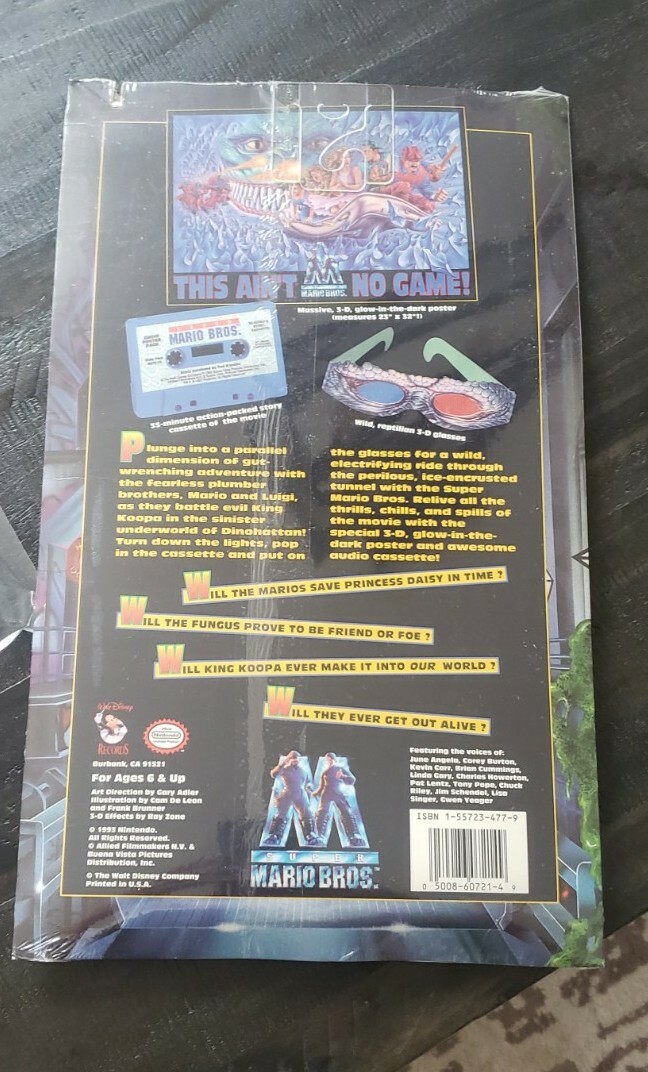 THIS AIN'T SUPER MARIO BROS. NO GAME!
Massive, 3-D, glow-in-the-dark poster
(measures 23" x 32"!)
SUPER
MARIO BROS.
33-minute action-packed story
cassette of the movie
Wild, reptilian 3-D glasses
Plunge into a parallel
dimension of gut-
wrenching adventure with
the fearless plumber
brothers, Mario and Luigi,
as they battle evil King
Koopa in the sinister
underworld of Dinohattan!
Turn down the lights, pop
in the cassette and put on
the glasses for a wild,
electrifying ride through
the perilous, ice-encrusted
tunnel with the Super
Mario Bros. Relive all the
thrills, chills, and spills of
the movie with the
special 3-D, glow-in-the-
dark poster and awesome
audio cassette!
WILL THE MARIOS SAVE PRINCESS DAISY IN TIME?
WILL THE FUNGUS PROVE TO BE FRIEND OR FOE?
WILL KING KOOPA EVER MAKE IT INTO OUR WORLD?
WILL THEY EVER GET OUT ALIVE?
Walt Disney
RECORDS
Nintendo
Burbank, CA 91521
For Ages 6 & Up
Art Direction by Gary Adler
Illustration by Cam De Leon
and Frank Brunner
3-D Effects by Ray Zone
© 1993 Nintendo.
All Rights Reserved.
© Allied Filmmakers N.V. &
Buena Vista Pictures
Distribution, Inc.
© The Walt Disney Company
Printed in U.S.A.
SUPER
MARIO BROS.™
Featuring the voices of:
June Angela, Corey Burton,
Kevin Carr, Brian Cummings,
Linda Gary, Charles Howerton,
Pat Lentz, Tony Pope, Chuck
Riley, Jim Schendel, Lisa
Singer, Gwen Yeager
ISBN 1-55723-477-9
0 5008-60721-4 9